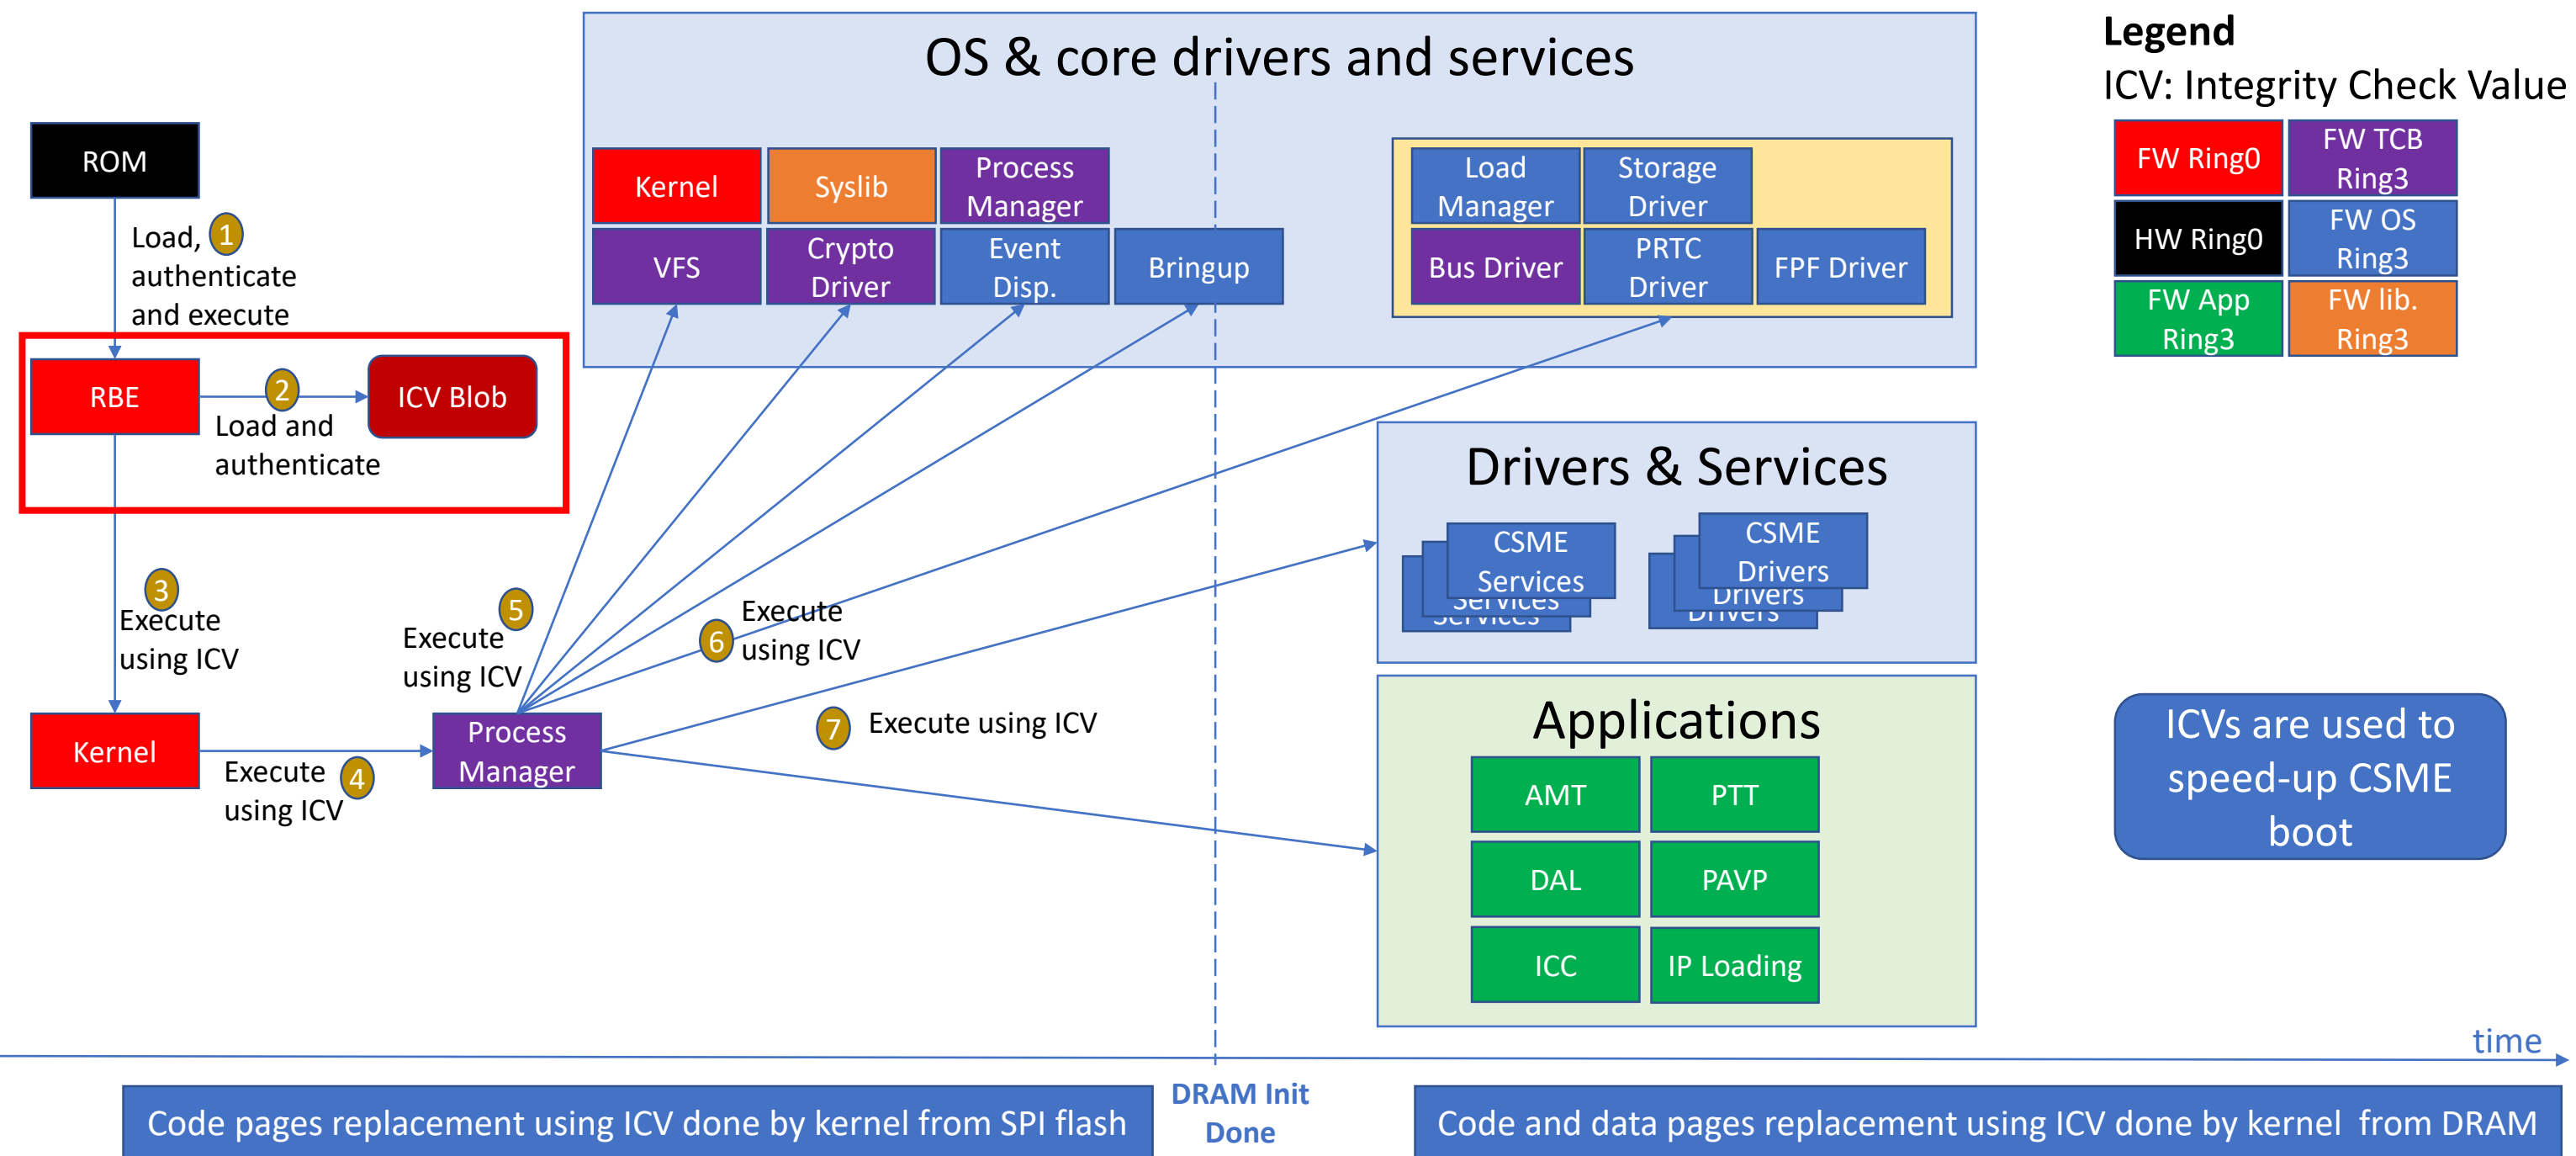 OS & core drivers and services
Kernel
Syslib
Process
Manager
VFS
Crypto
Driver
Event
Disp.
Bringup
Load
Manager
Storage
Driver
Bus Driver
PRTC
Driver
FPF Driver
Legend
ICV: Integrity Check Value
FW Ring0
FW TCB
Ring3
HW Ring0
FW OS
Ring3
FW App
Ring3
FW lib.
Ring3
ROM
Load,
1
authenticate
and execute
RBE
2
Load and
authenticate
ICV Blob
3
Execute
using ICV
Kernel
Execute
using ICV
4
Process
Manager
5
Execute
using ICV
6
Execute
using ICV
7
Execute using ICV
Drivers & Services
CSME
Services
Services
Services
CSME
Drivers
Drivers
Drivers
Applications
AMT
PTT
DAL
PAVP
ICC
IP Loading
ICVs are used to
speed-up CSME
boot
time
Code pages replacement using ICV done by kernel from SPI flash
DRAM Init
Done
Code and data pages replacement using ICV done by kernel from DRAM